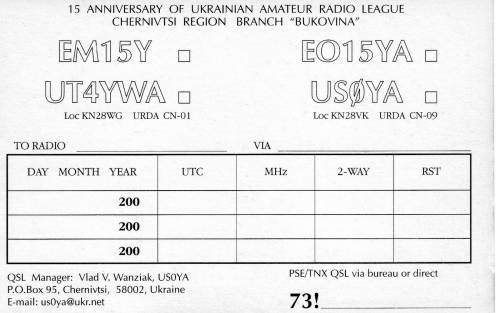 15 ANNIVERSARY OF UKRAINIAN AMATEUR RADIO LEAGUE
CHERNIVTSI REGION BRANCH "BUKOVINA"
EM15Y EO15YA
UT4YWA USØYA
Loc KN28WG URDA CN-01 Loc KN28VK URDA CN-09
TO RADIO VIA
DAY MONTH YEAR UTC MHz 2-WAY RST
200
200
200
QSL Manager: Vlad V. Wanziak, US0YA PSE/TNX QSL via bureau or direct
P.O.Box 95, Chernivtsi, 58002, Ukraine
E-mail: us0ya@ukr.net 73!